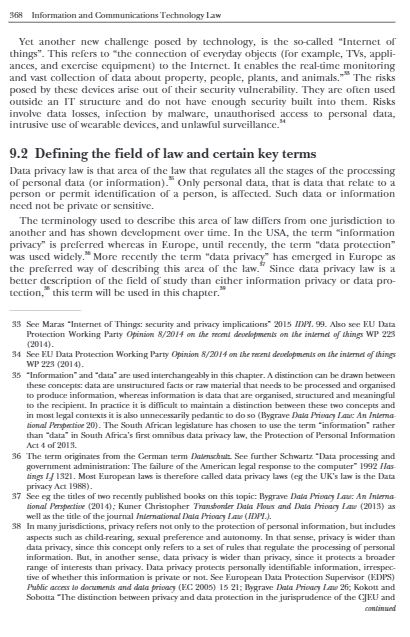 368 Information and Communications Technology Law
Yet another new challenge posed by technology, is the so-called “Internet of
things”. This refers to “the connection of everyday objects (for example, TVs, appli-
ances, and exercise equipment) to the Internet. It enables the real-time monitoring
and vast collection of data about property, people, plants, and animals.”33 The risks
posed by these devices arise out of their security vulnerability. They are often used
outside an IT structure and do not have enough security built into them. Risks
involve data losses, infection by malware, unauthorised access to personal data,
intrusive use of wearable devices, and unlawful surveillance.34
9.2 Defining the field of law and certain key terms
Data privacy law is that area of the law that regulates all the stages of the processing
of personal data (or information).35 Only personal data, that is data that relate to a
person or permit identification of a person, is affected. Such data or information
need not be private or sensitive.
The terminology used to describe this area of law differs from one jurisdiction to
another and has shown development over time. In the USA, the term “information
privacy” is preferred whereas in Europe, until recently, the term “data protection”
was used widely.36 More recently the term “data privacy” has emerged in Europe as
the preferred way of describing this area of the law.37 Since data privacy law is a
better description of the field of study than either information privacy or data pro-
tection,38 this term will be used in this chapter.39
33 See Maras “Internet of Things: security and privacy implications” 2015 IDPL 99. Also see EU Data
Protection Working Party Opinion 8/2014 on the recent developments on the internet of things WP 223
(2014).
34 See EU Data Protection Working Party Opinion 8/2014 on the recent developments on the internet of things
WP 223 (2014).
35 “Information” and “data” are used interchangeably in this chapter. A distinction can be drawn between
these concepts: data are unstructured facts or raw material that needs to be processed and organised
to produce information, whereas information is data that are organised, structured and meaningful
to the recipient. In practice it is difficult to maintain a distinction between these two concepts and
in most legal contexts it is also unnecessarily pedantic to do so (Bygrave Data Privacy Law: An Interna-
tional Perspective 20). The South African legislature has chosen to use the term “information” rather
than “data” in South Africa’s first omnibus data privacy law, the Protection of Personal Information
Act 4 of 2013.
36 The term originates from the German term Datenschutz. See further Schwartz “Data processing and
government administration: The failure of the American legal response to the computer” 1992 Has-
tings LJ 1321. Most European laws is therefore called data privacy laws (eg the UK’s law is the Data
privacy Act 1988).
37 See eg the titles of two recently published books on this topic: Bygrave Data Privacy Law: An Interna-
tional Perspective (2014); Kuner Christopher Transborder Data Flows and Data Privacy Law (2013) as
well as the title of the journal International Data Privacy Law (IDPL).
38 In many jurisdictions, privacy refers not only to the protection of personal information, but includes
aspects such as child-rearing, sexual preference and autonomy. In that sense, privacy is wider than
data privacy, since this concept only refers to a set of rules that regulate the processing of personal
information. But, in another sense, data privacy is wider than privacy, since it protects a broader
range of interests than privacy. Data privacy protects personally identifiable information, irrespec-
tive of whether this information is private or not. See European Data Protection Supervisor (EDPS)
Public access to documents and data privacy (EC 2005) 15 21; Bygrave Data Privacy Law 26; Kokott and
Sobotta “The distinction between privacy and data protection in the jurisprudence of the CJEU and
continued